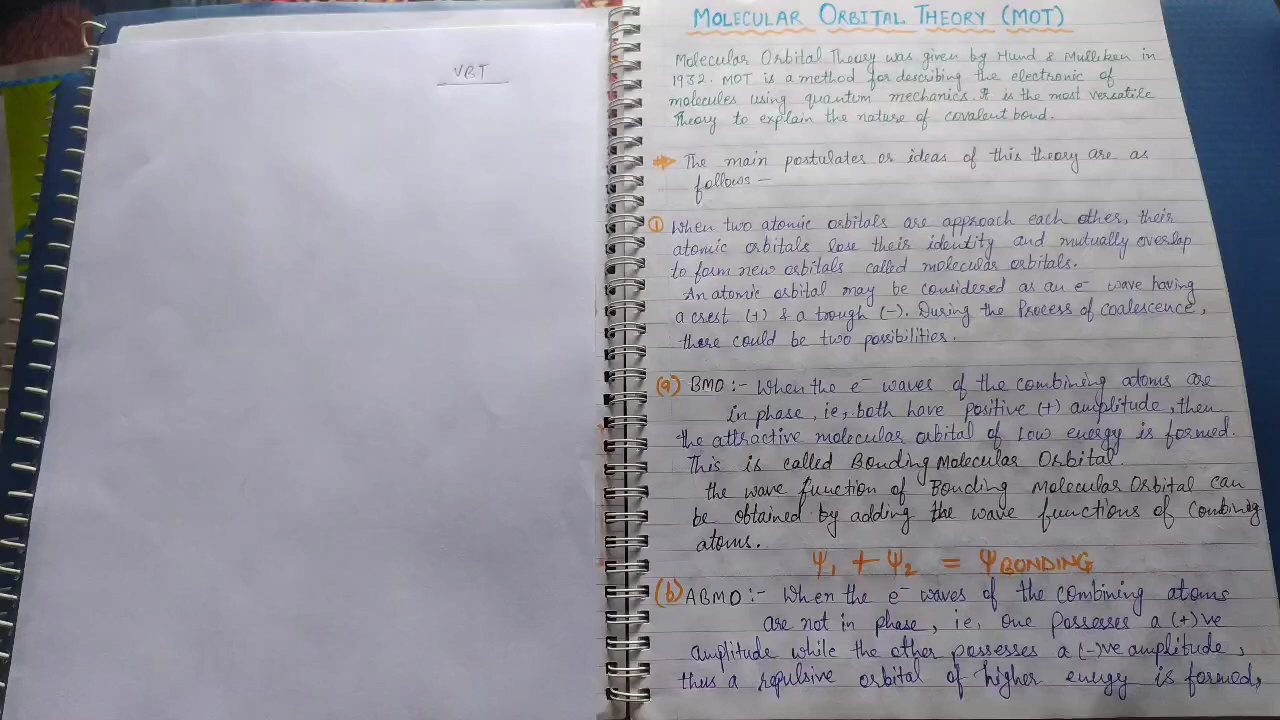 VBT
MOLECULAR ORBITAL THEORY (MOT)
Molecular Orbital Theory was given by Hund & Mulliken in
1932. MOT is a method for describing the electronic of
molecules using quantum mechanics. It is the most versatile
Theory to explain the nature of covalent bond.
The main postulates or ideas of this theory are as
follows —
① When two atomic orbitals are approach each other, their
atomic orbitals lose their identity and mutually overlap
to form new orbitals called molecular orbitals.
An atomic orbital may be considered as an e⁻ wave having
a crest (+) & a trough (-). During the Process of coalescence,
there could be two possibilities.
(a) BMO :- When the e⁻ waves of the combining atoms are
in phase, ie, both have positive (+) amplitude, then
the attractive molecular orbital of Low energy is formed.
This is called Bonding Molecular Orbital.
the wave function of Bonding Molecular Orbital can
be obtained by adding the wave functions of Combining
atoms.
Ψ₁ + Ψ₂ = Ψ BONDING
(b) ABMO :- When the e⁻ waves of the combining atoms
are not in phase, ie, One Possesses a (+)ve
amplitude while the other possesses a (-)ve amplitude,
thus a repulsive orbital of higher energy is formed,